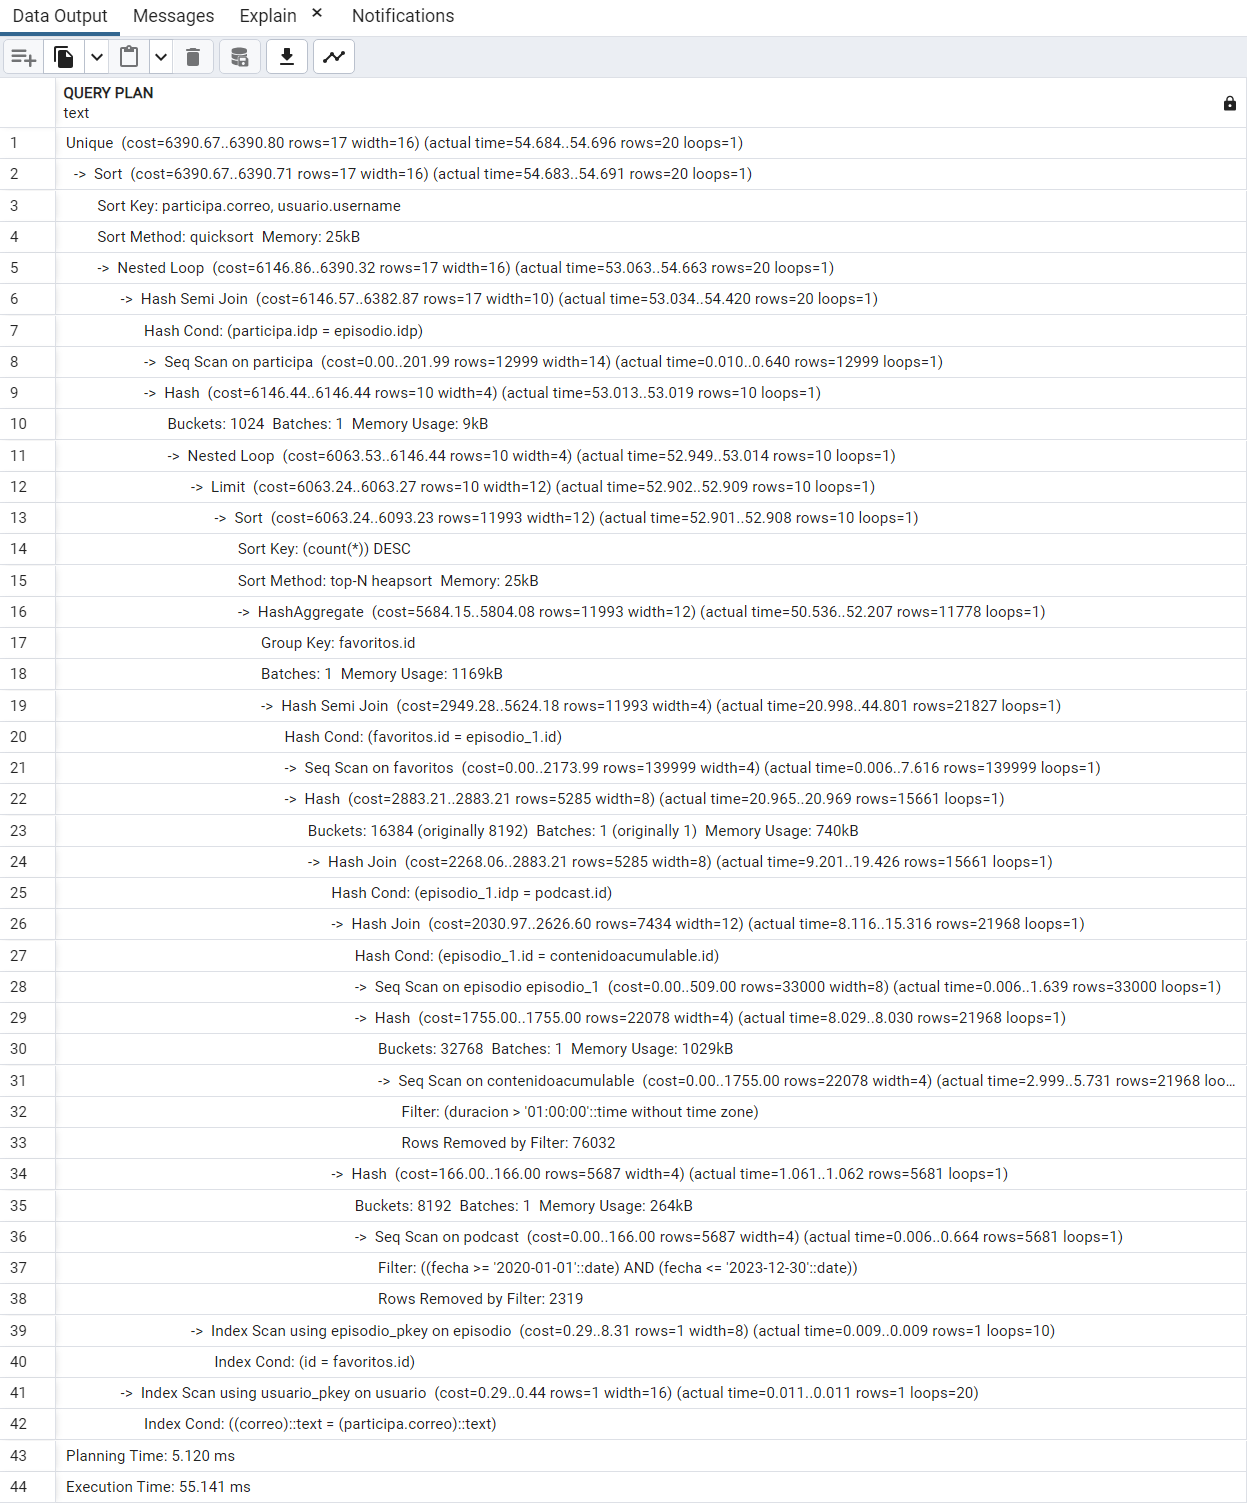 Data Output Messages Explain × Notifications
QUERY PLAN
text
1 Unique (cost=6390.67..6390.80 rows=17 width=16) (actual time=54.684..54.696 rows=20 loops=1)
2 -> Sort (cost=6390.67..6390.71 rows=17 width=16) (actual time=54.683..54.691 rows=20 loops=1)
3 Sort Key: participa.correo, usuario.username
4 Sort Method: quicksort Memory: 25kB
5 -> Nested Loop (cost=6146.86..6390.32 rows=17 width=16) (actual time=53.063..54.663 rows=20 loops=1)
6 -> Hash Semi Join (cost=6146.57..6382.87 rows=17 width=10) (actual time=53.034..54.420 rows=20 loops=1)
7 Hash Cond: (participa.idp = episodio.idp)
8 -> Seq Scan on participa (cost=0.00..201.99 rows=12999 width=14) (actual time=0.010..0.640 rows=12999 loops=1)
9 -> Hash (cost=6146.44..6146.44 rows=10 width=4) (actual time=53.013..53.019 rows=10 loops=1)
10 Buckets: 1024 Batches: 1 Memory Usage: 9kB
11 -> Nested Loop (cost=6063.53..6146.44 rows=10 width=4) (actual time=52.949..53.014 rows=10 loops=1)
12 -> Limit (cost=6063.24..6063.27 rows=10 width=12) (actual time=52.902..52.909 rows=10 loops=1)
13 -> Sort (cost=6063.24..6093.23 rows=11993 width=12) (actual time=52.901..52.908 rows=10 loops=1)
14 Sort Key: (count(*)) DESC
15 Sort Method: top-N heapsort Memory: 25kB
16 -> HashAggregate (cost=5684.15..5804.08 rows=11993 width=12) (actual time=50.536..52.207 rows=11778 loops=1)
17 Group Key: favoritos.id
18 Batches: 1 Memory Usage: 1169kB
19 -> Hash Semi Join (cost=2949.28..5624.18 rows=11993 width=4) (actual time=20.998..44.801 rows=21827 loops=1)
20 Hash Cond: (favoritos.id = episodio_1.id)
21 -> Seq Scan on favoritos (cost=0.00..2173.99 rows=139999 width=4) (actual time=0.006..7.616 rows=139999 loops=1)
22 -> Hash (cost=2883.21..2883.21 rows=5285 width=8) (actual time=20.965..20.969 rows=15661 loops=1)
23 Buckets: 16384 (originally 8192) Batches: 1 (originally 1) Memory Usage: 740kB
24 -> Hash Join (cost=2268.06..2883.21 rows=5285 width=8) (actual time=9.201..19.426 rows=15661 loops=1)
25 Hash Cond: (episodio_1.idp = podcast.id)
26 -> Hash Join (cost=2030.97..2626.60 rows=7434 width=12) (actual time=8.116..15.316 rows=21968 loops=1)
27 Hash Cond: (episodio_1.id = contenidoacumulable.id)
28 -> Seq Scan on episodio episodio_1 (cost=0.00..509.00 rows=33000 width=8) (actual time=0.006..1.639 rows=33000 loops=1)
29 -> Hash (cost=1755.00..1755.00 rows=22078 width=4) (actual time=8.029..8.030 rows=21968 loops=1)
30 Buckets: 32768 Batches: 1 Memory Usage: 1029kB
31 -> Seq Scan on contenidoacumulable (cost=0.00..1755.00 rows=22078 width=4) (actual time=2.999..5.731 rows=21968 loo...
32 Filter: (duracion > '01:00:00'::time without time zone)
33 Rows Removed by Filter: 76032
34 -> Hash (cost=166.00..166.00 rows=5687 width=4) (actual time=1.061..1.062 rows=5681 loops=1)
35 Buckets: 8192 Batches: 1 Memory Usage: 264kB
36 -> Seq Scan on podcast (cost=0.00..166.00 rows=5687 width=4) (actual time=0.006..0.664 rows=5681 loops=1)
37 Filter: ((fecha >= '2020-01-01'::date) AND (fecha <= '2023-12-30'::date))
38 Rows Removed by Filter: 2319
39 -> Index Scan using episodio_pkey on episodio (cost=0.29..8.31 rows=1 width=8) (actual time=0.009..0.009 rows=1 loops=10)
40 Index Cond: (id = favoritos.id)
41 -> Index Scan using usuario_pkey on usuario (cost=0.29..0.44 rows=1 width=16) (actual time=0.011..0.011 rows=1 loops=20)
42 Index Cond: ((correo)::text = (participa.correo)::text)
43 Planning Time: 5.120 ms
44 Execution Time: 55.141 ms